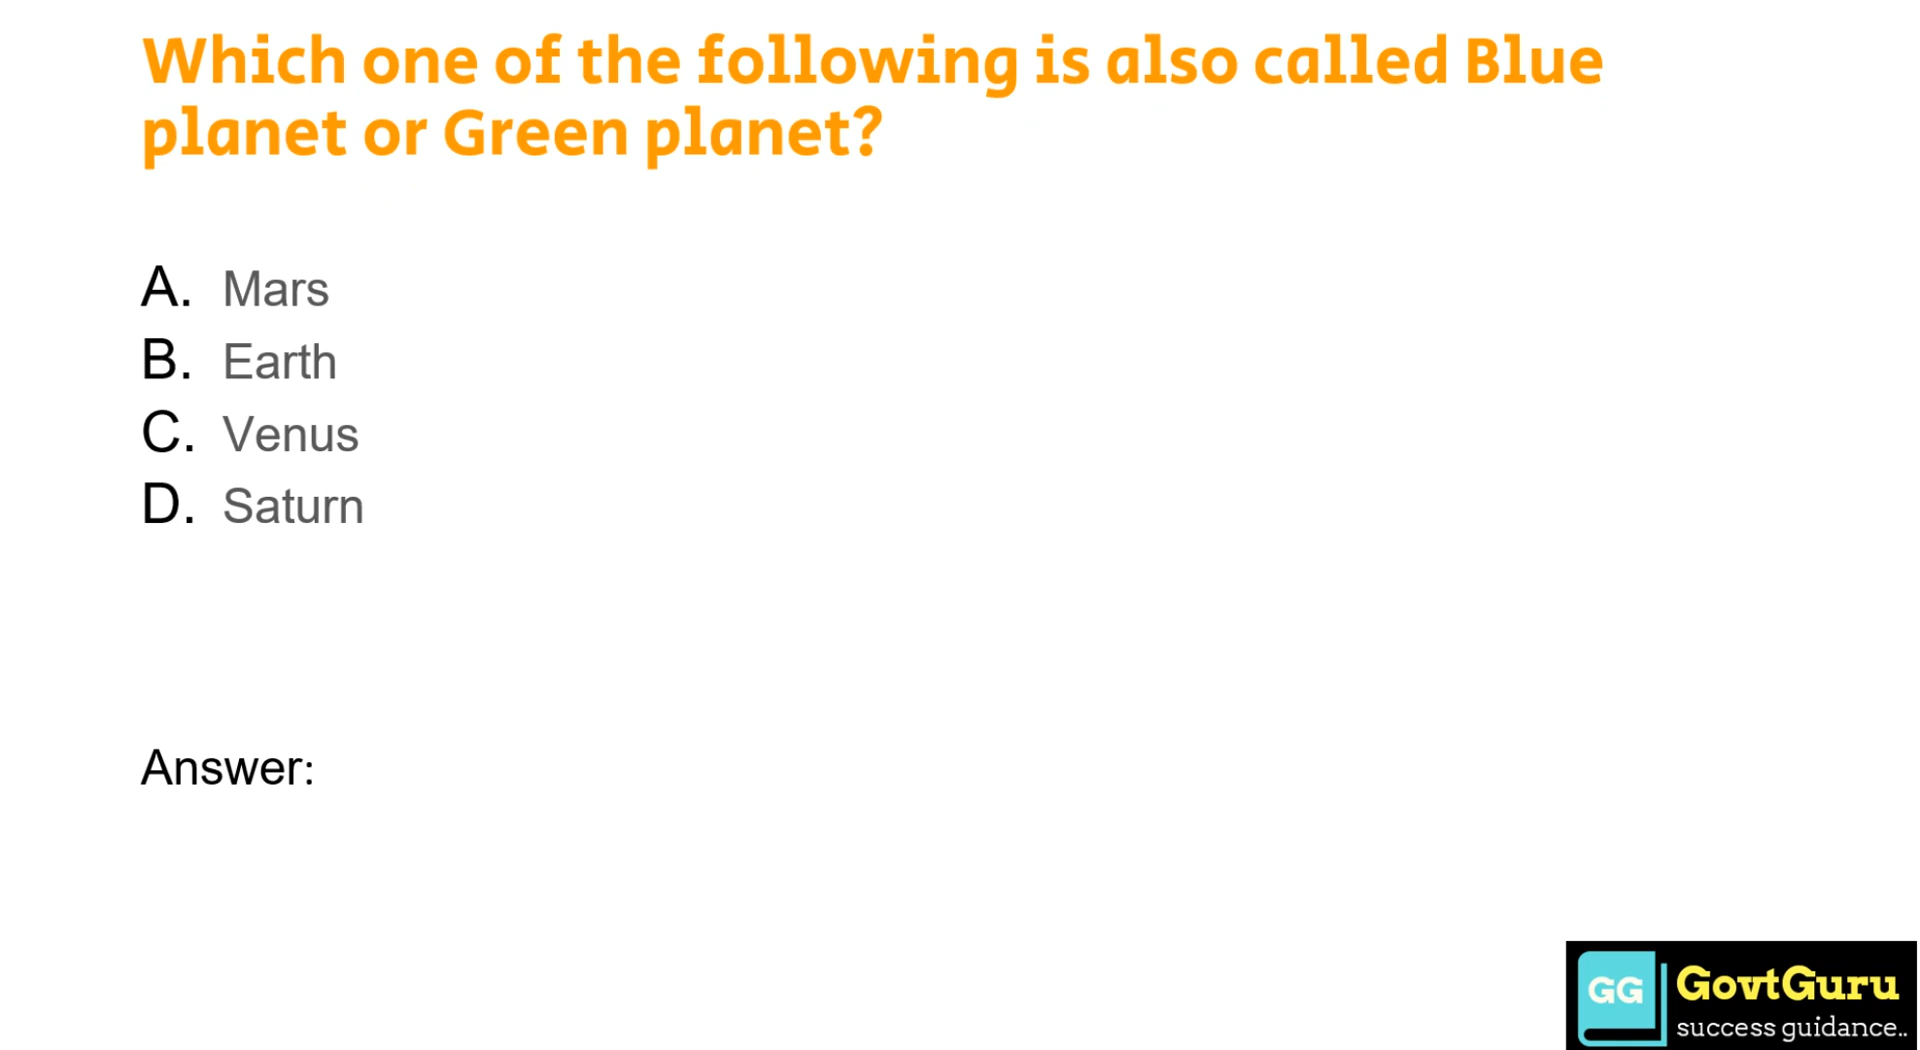 Which one of the following is also called Blue
planet or Green planet?
A. Mars
B. Earth
C. Venus
D. Saturn
Answer:
GG
GovtGuru
success guidance..